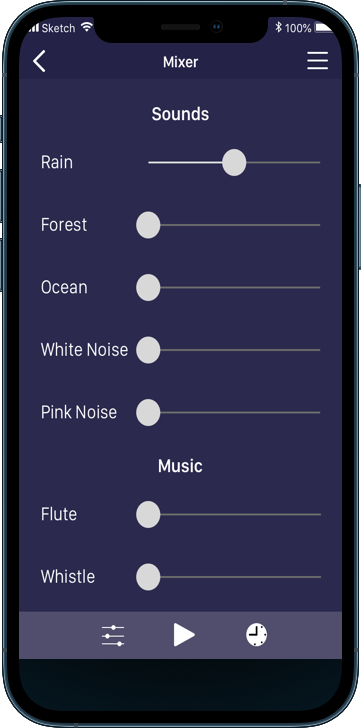 Sketch 100%
Mixer
Sounds
Rain
Forest
Ocean
White Noise
Pink Noise
Music
Flute
Whistle